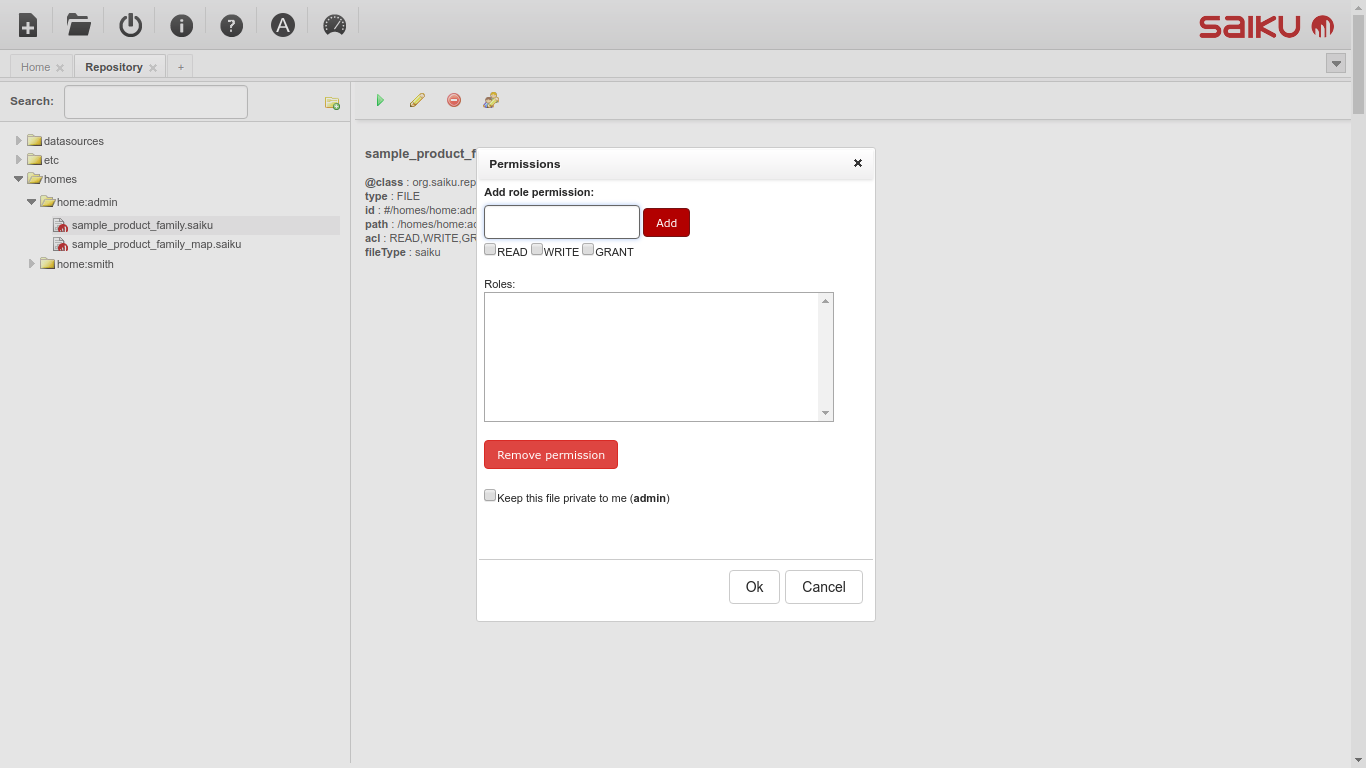 saiku
Home
Repository
+
Search:
datasources
etc
homes
home:admin
sample_product_family.saiku
sample_product_family_map.saiku
home:smith
sample_product_f
@class : org.saiku.rep
type : FILE
id : #/homes/home:adr
path : /homes/home:ac
acl : READ,WRITE,GR
fileType : saiku
Permissions
Add role permission:
Add
READ WRITE GRANT
Roles:
Remove permission
Keep this file private to me (admin)
Ok
Cancel